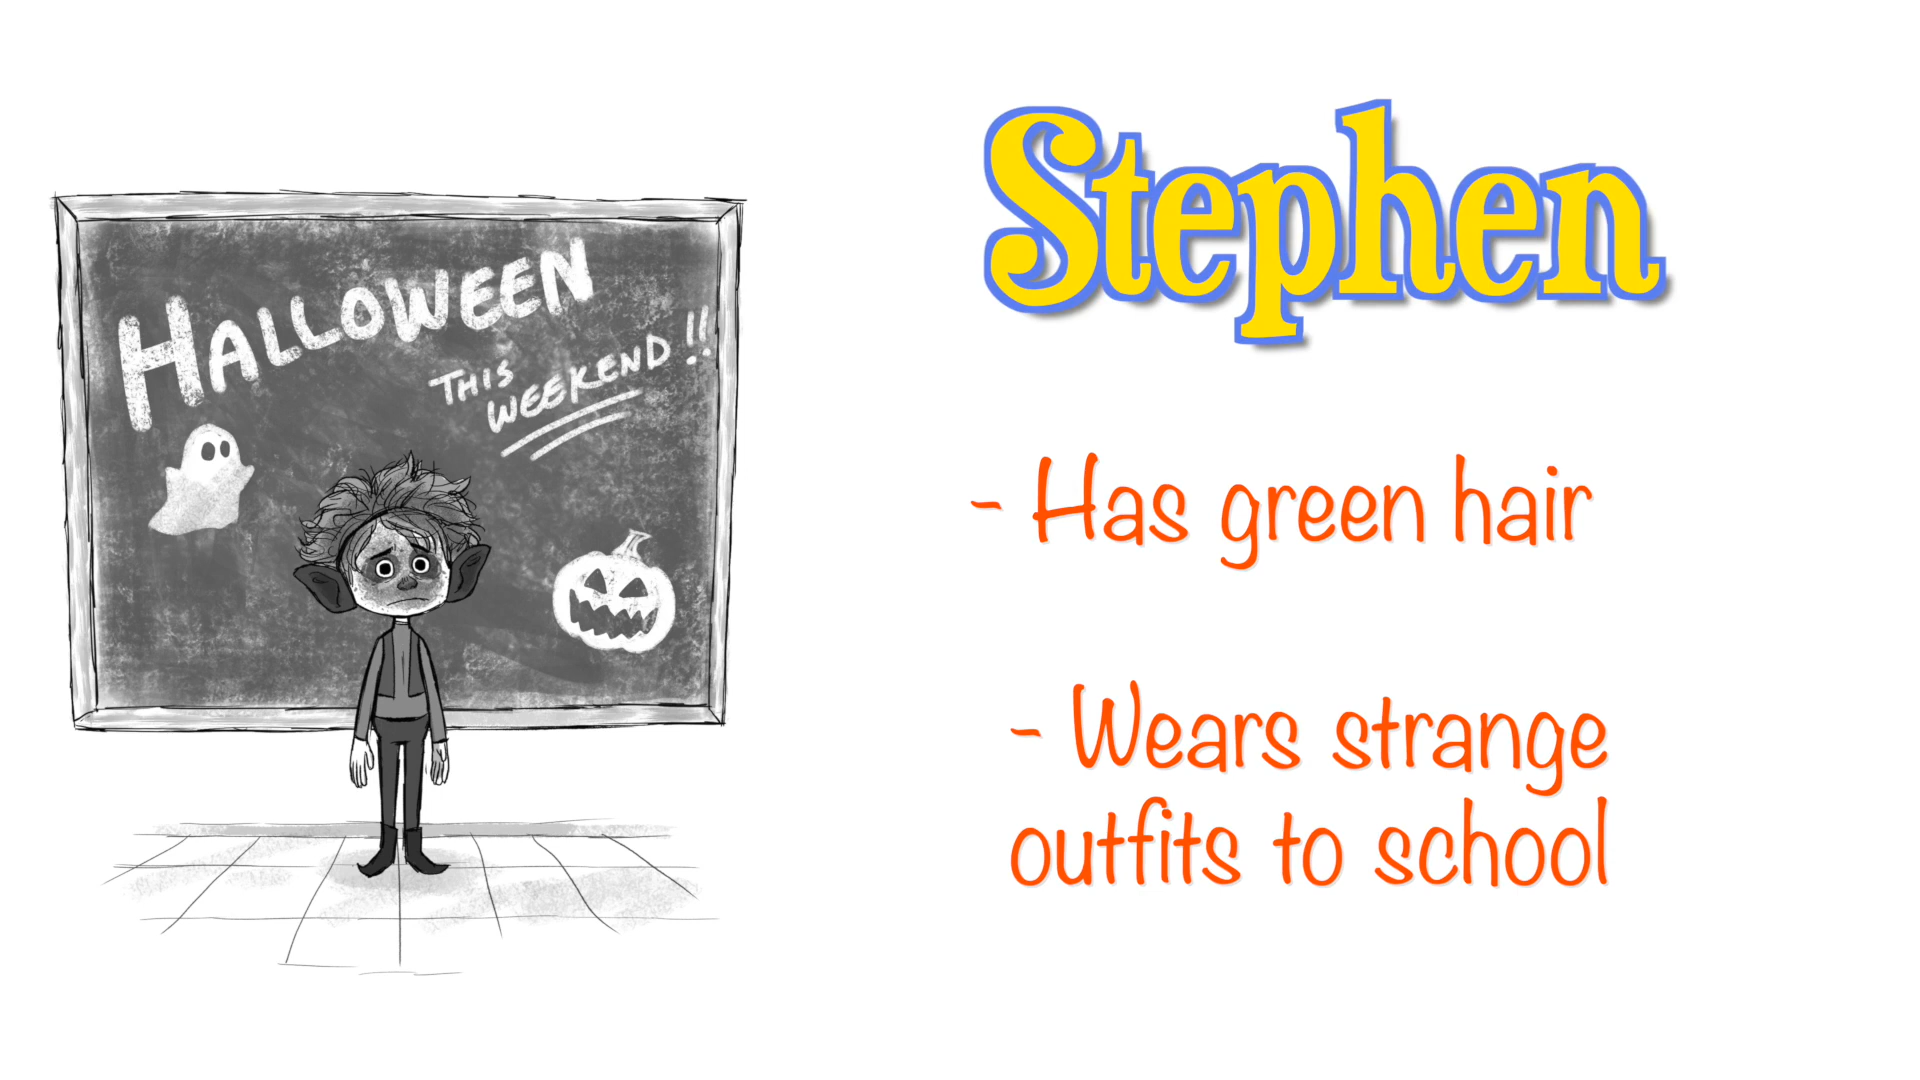 HALLOWEEN
THIS
WEEKEND!!
Stephen
- Has green hair
- Wears strange
outfits to school